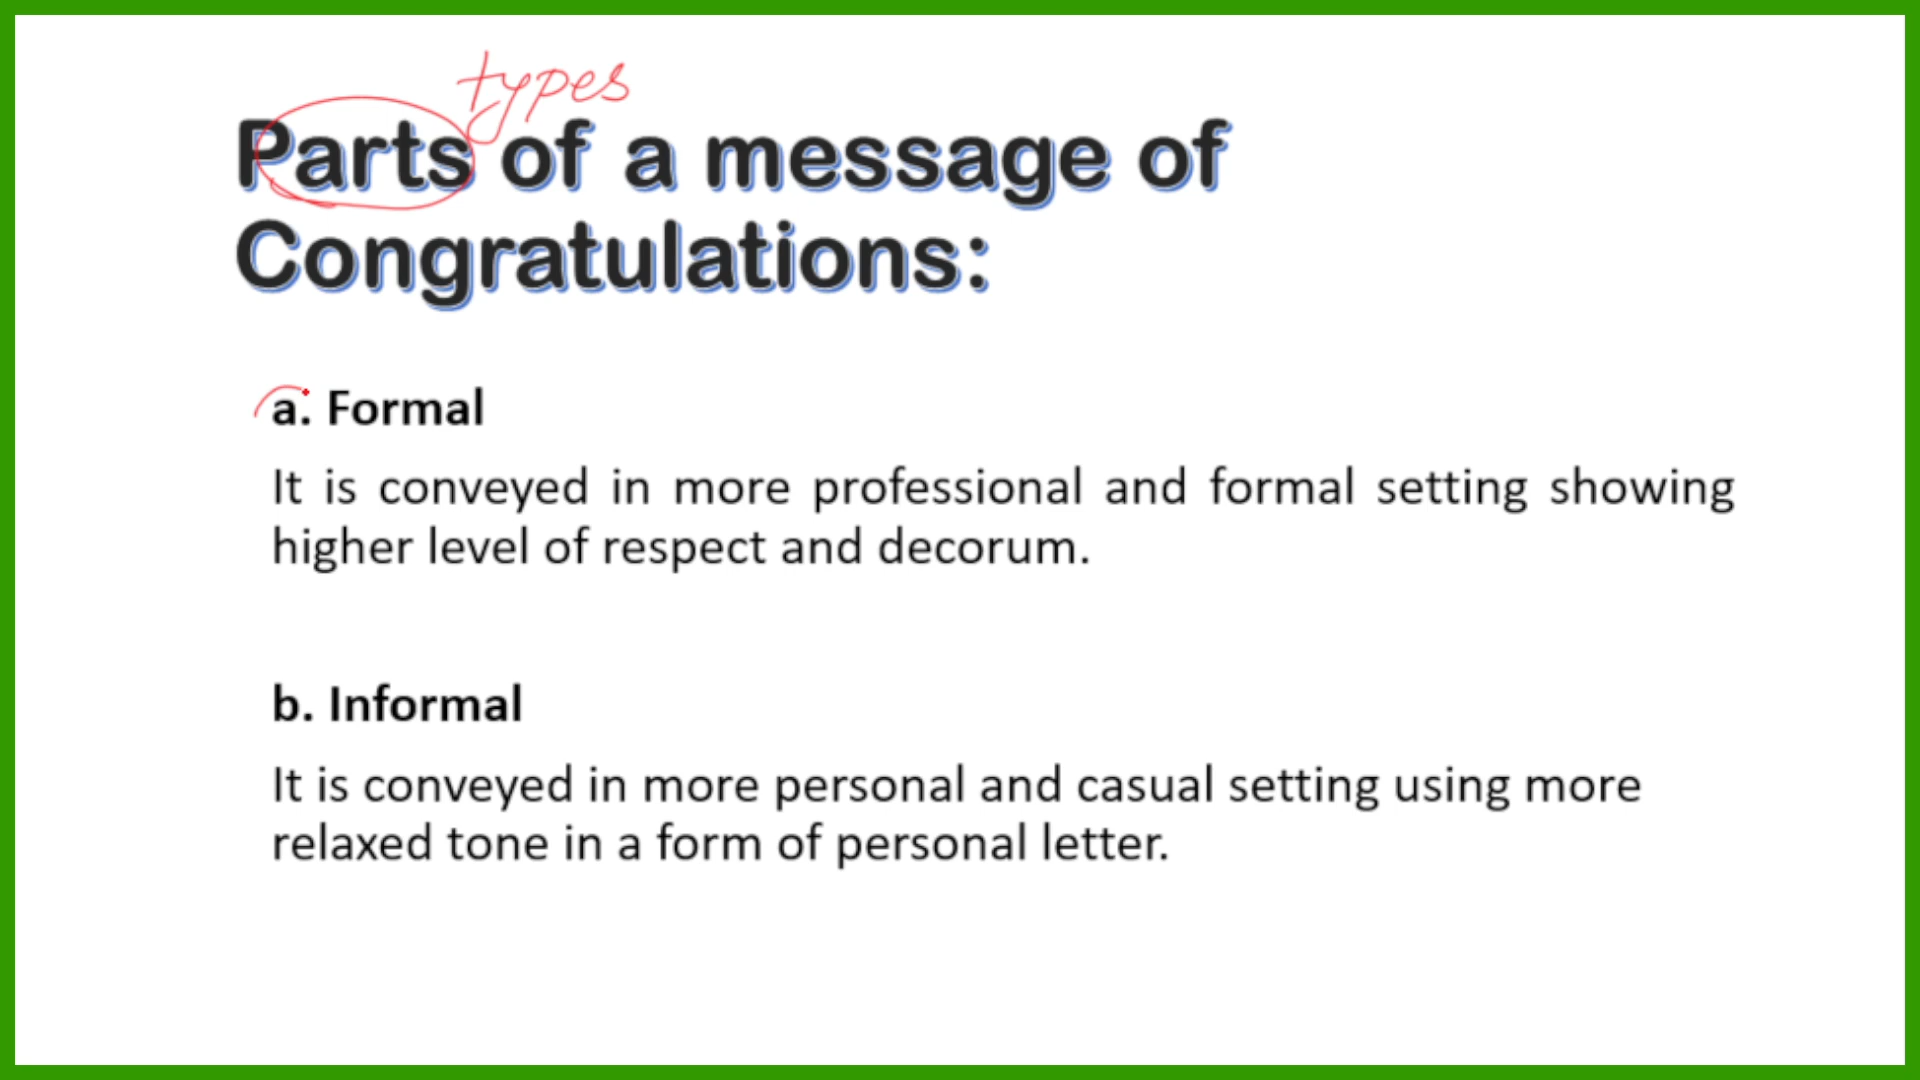 types
Parts of a message of
Congratulations:
a. Formal
It is conveyed in more professional and formal setting showing
higher level of respect and decorum.
b. Informal
It is conveyed in more personal and casual setting using more
relaxed tone in a form of personal letter.